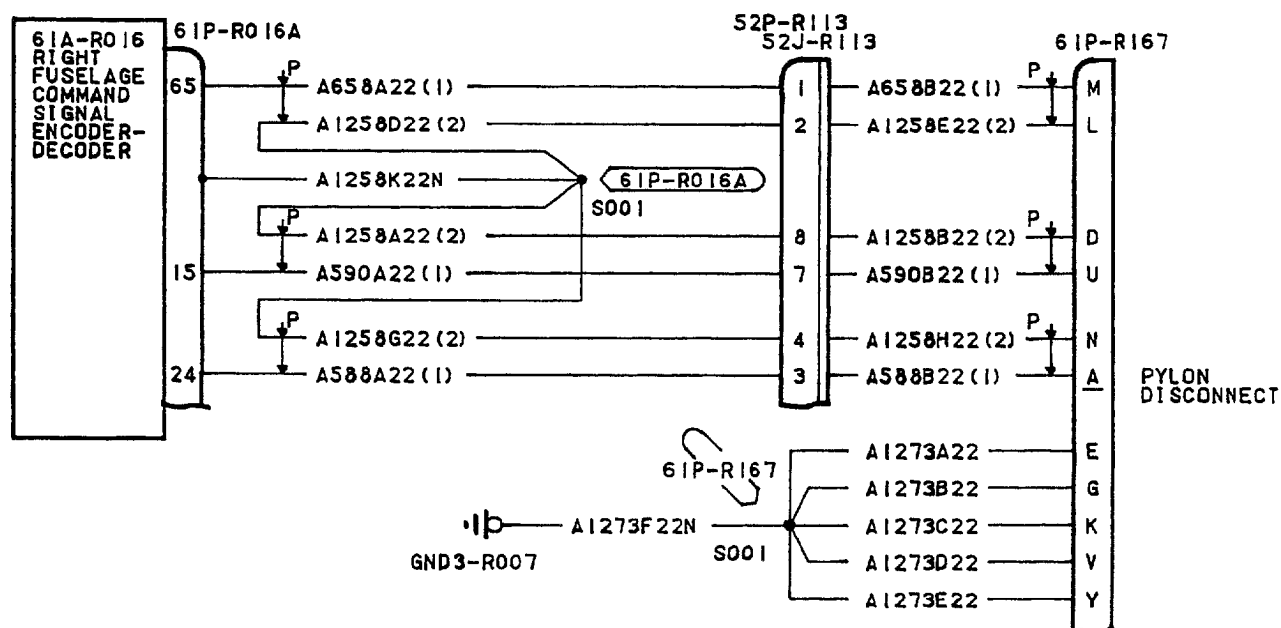 52P-R113
61P-R016A 52J-R113 61P-R167
61A-R016
RIGHT
FUSELAGE
COMMAND
SIGNAL
ENCODER-
DECODER
P P
65 A658A22(1) 1 A658B22(1) M
A1258D22(2) 2 A1258E22(2) L
A1258K22N 61P-R016A
S001
P P
A1258A22(2) 8 A1258B22(2) D
15 A590A22(1) 7 A590B22(1) U
P P
A1258G22(2) 4 A1258H22(2) N
24 A588A22(1) 3 A588B22(1) A PYLON
DISCONNECT
A1273A22 E
61P-R167
A1273B22 G
A1273F22N A1273C22 K
S001
GND3-R007 A1273D22 V
A1273E22 Y